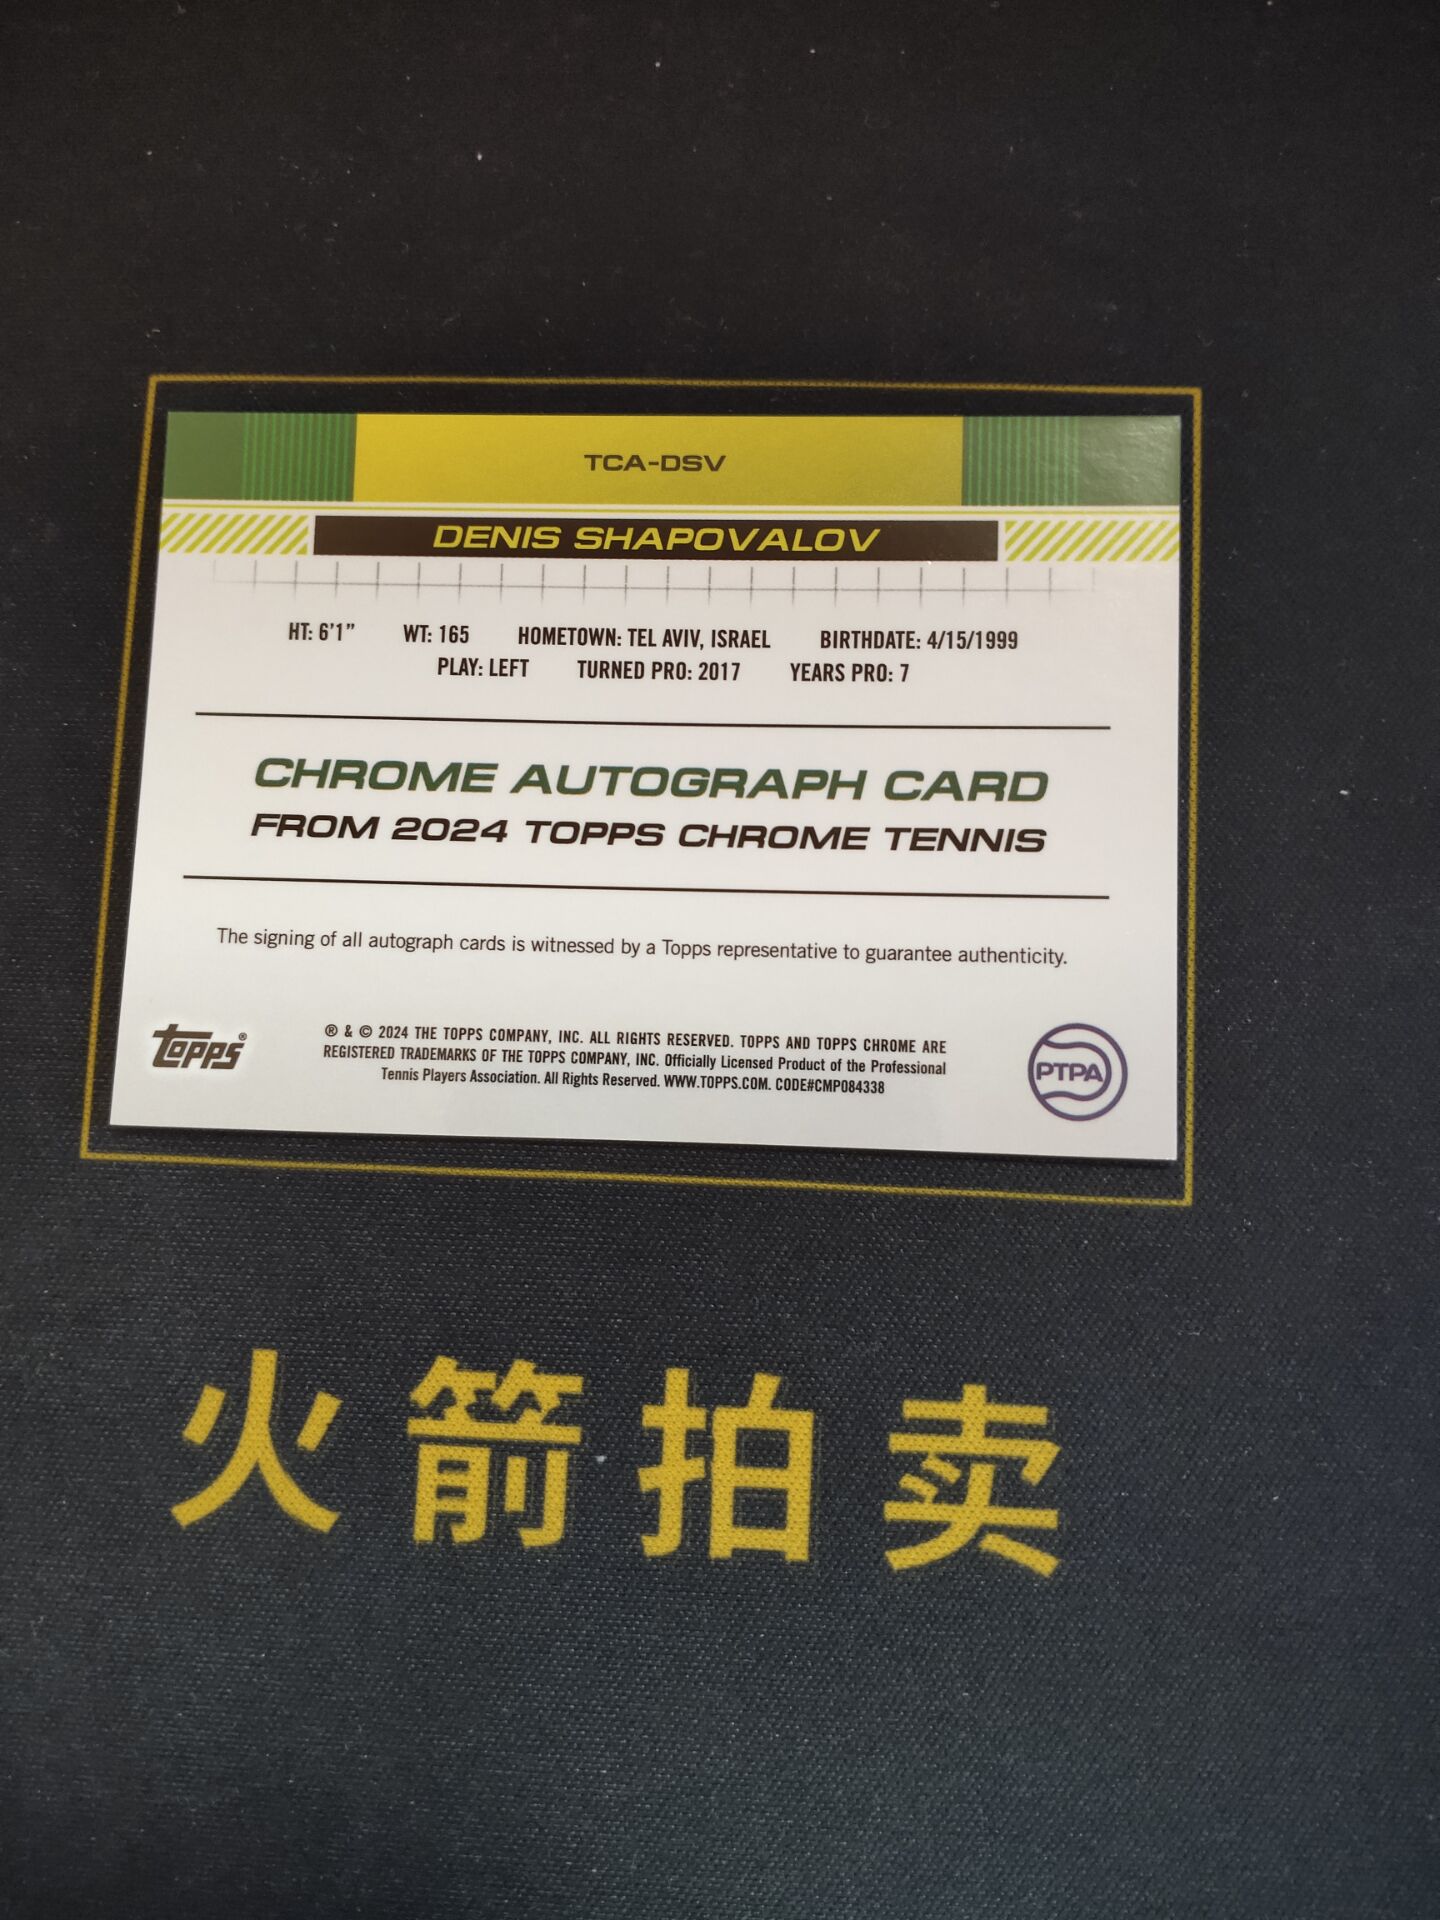 TCA-DSV
DENIS SHAPOVALOV
HT: 6'1" WT: 165 HOMETOWN: TEL AVIV, ISRAEL BIRTHDATE: 4/15/1999
PLAY: LEFT TURNED PRO: 2017 YEARS PRO: 7
CHROME AUTOGRAPH CARD
FROM 2024 TOPPS CHROME TENNIS
The signing of all autograph cards is witnessed by a Topps representative to guarantee authenticity.
Topps®
® & © 2024 THE TOPPS COMPANY, INC. ALL RIGHTS RESERVED. TOPPS AND TOPPS CHROME ARE
REGISTERED TRADEMARKS OF THE TOPPS COMPANY, INC. Officially Licensed Product of the Professional
Tennis Players Association. All Rights Reserved. WWW.TOPPS.COM. CODE#CMP084338
PTPA
火箭拍卖